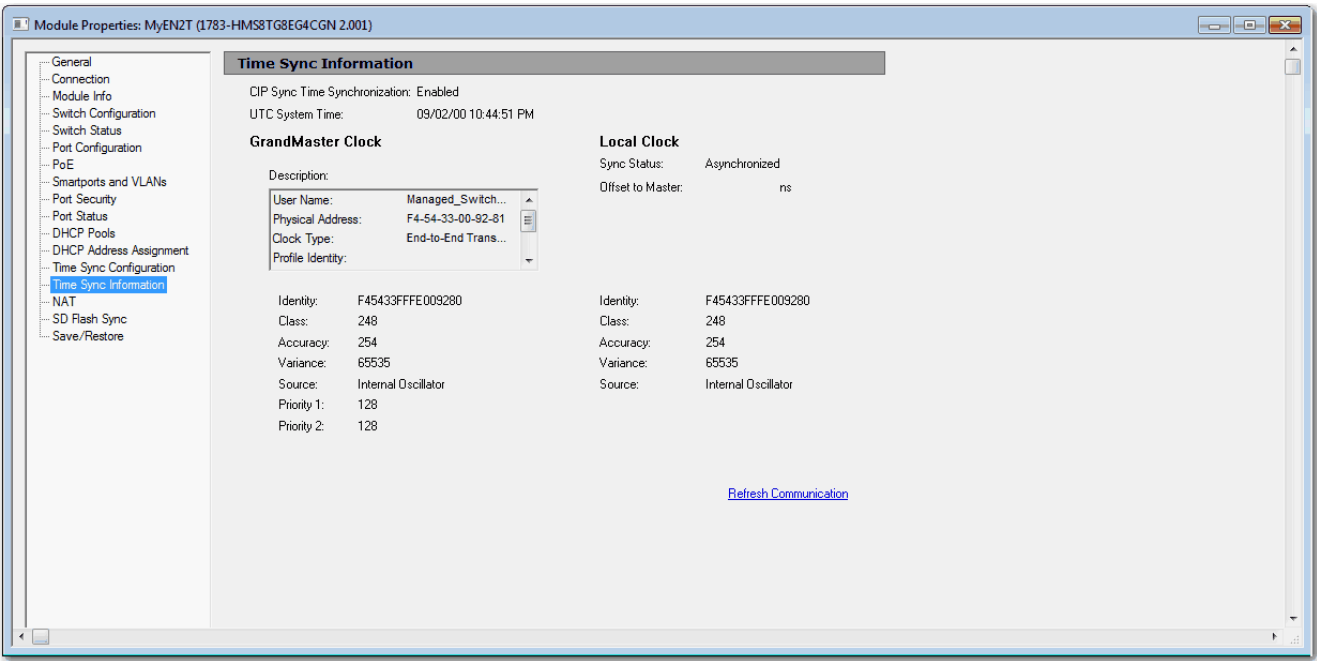 Module Properties: MyEN2T (1783-HMS8TG8EG4CGN 2.001)
General
Connection
Module Info
Switch Configuration
Switch Status
Port Configuration
PoE
Smartports and VLANs
Port Security
Port Status
DHCP Pools
DHCP Address Assignment
Time Sync Configuration
Time Sync Information
NAT
SD Flash Sync
Save/Restore
Time Sync Information
CIP Sync Time Synchronization: Enabled
UTC System Time: 09/02/00 10:44:51 PM
GrandMaster Clock
Description:
User Name: Managed_Switch...
Physical Address: F4-54-33-00-92-81
Clock Type: End-to-End Trans...
Profile Identity:
Identity: F45433FFFE009280
Class: 248
Accuracy: 254
Variance: 65535
Source: Internal Oscillator
Priority 1: 128
Priority 2: 128
Local Clock
Sync Status: Asynchronized
Offset to Master: ns
Identity: F45433FFFE009280
Class: 248
Accuracy: 254
Variance: 65535
Source: Internal Oscillator
Refresh Communication